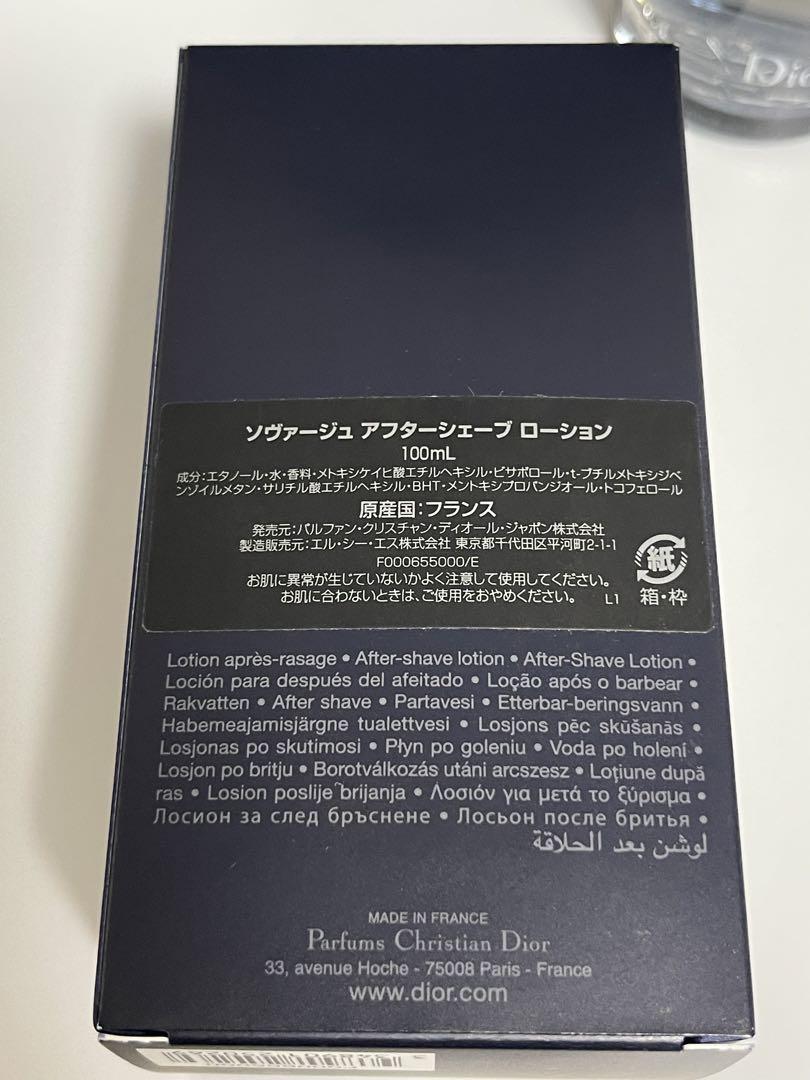 Dio
ソヴァージュ アフターシェーブ ローション
100mL
成分:エタノール・水・香料・メトキシケイヒ酸エチルヘキシル・ビサボロール・t-ブチルメトキシジベ
ンゾイルメタン・サリチル酸エチルヘキシル・BHT・メントキシプロパンジオール・トコフェロール
原産国:フランス
発売元:パルファン・クリスチャン・ディオール・ジャポン株式会社
製造販売元:エル・シー・エス株式会社 東京都千代田区平河町2-1-1
F000655000/E
お肌に異常が生じていないかよく注意して使用してください。
お肌に合わないときは、ご使用をおやめください。 L1
紙
箱・枠
Lotion après-rasage • After-shave lotion • After-Shave Lotion •
Loción para después del afeitado • Loção após o barbear •
Rakvatten • After shave • Partavesi • Etterbar-beringsvann •
Habemeajamisjärgne tualettvesi • Losjons pēc skūšanās •
Losjonas po skutimosi • Płyn po goleniu • Voda po holení •
Losjon po britju • Borotválkozás utáni arcszesz • Loțiune după
ras • Losion poslije brijanja • Λοσιόν για μετά το ξύρισμα •
Лосион за след бръснене • Лосьон после бритья •
لوشن بعد الحلاقة
MADE IN FRANCE
Parfums Christian Dior
33, avenue Hoche - 75008 Paris - France
www.dior.com